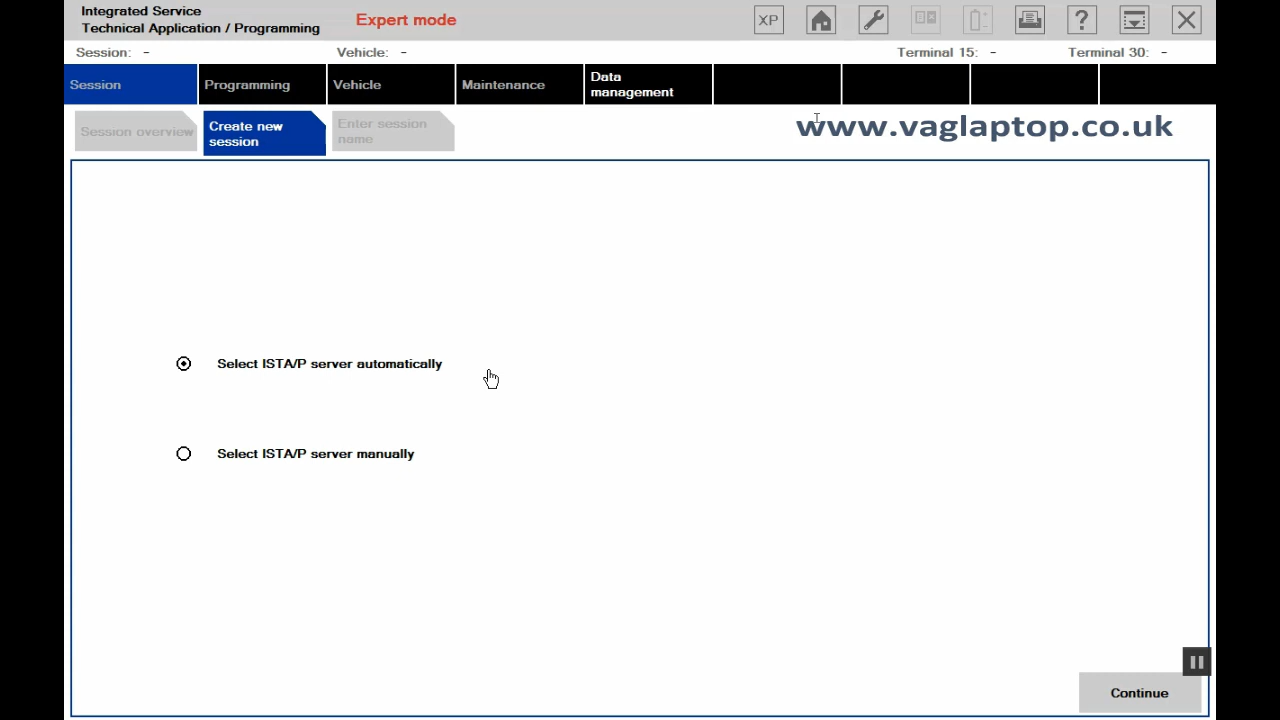 Integrated Service
Technical Application / Programming
Expert mode
XP
?
Session: -
Vehicle: -
Terminal 15: -
Terminal 30: -
Session
Programming
Vehicle
Maintenance
Data
management
Session overview
Create new
session
Enter session
name
www.vaglaptop.co.uk
Select ISTA/P server automatically
Select ISTA/P server manually
Continue